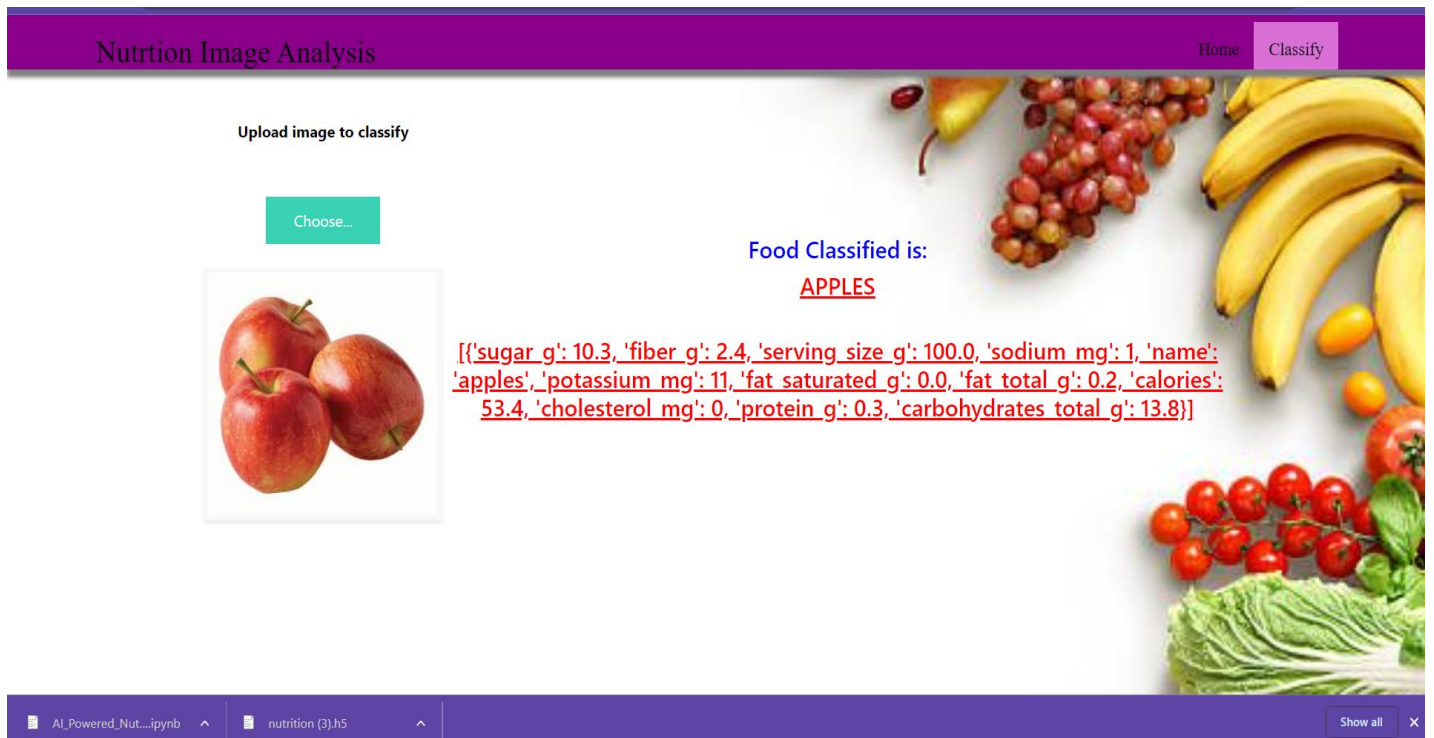 Nutrtion Image Analysis
Home
Classify
Upload image to classify
Choose...
Food Classified is:
APPLES
[{'sugar_g': 10.3, 'fiber_g': 2.4, 'serving_size_g': 100.0, 'sodium_mg': 1, 'name':
'apples', 'potassium_mg': 11, 'fat_saturated_g': 0.0, 'fat_total_g': 0.2, 'calories':
53.4, 'cholesterol_mg': 0, 'protein_g': 0.3, 'carbohydrates_total_g': 13.8}]
AI_Powered_Nut....ipynb
nutrition (3).h5
Show all